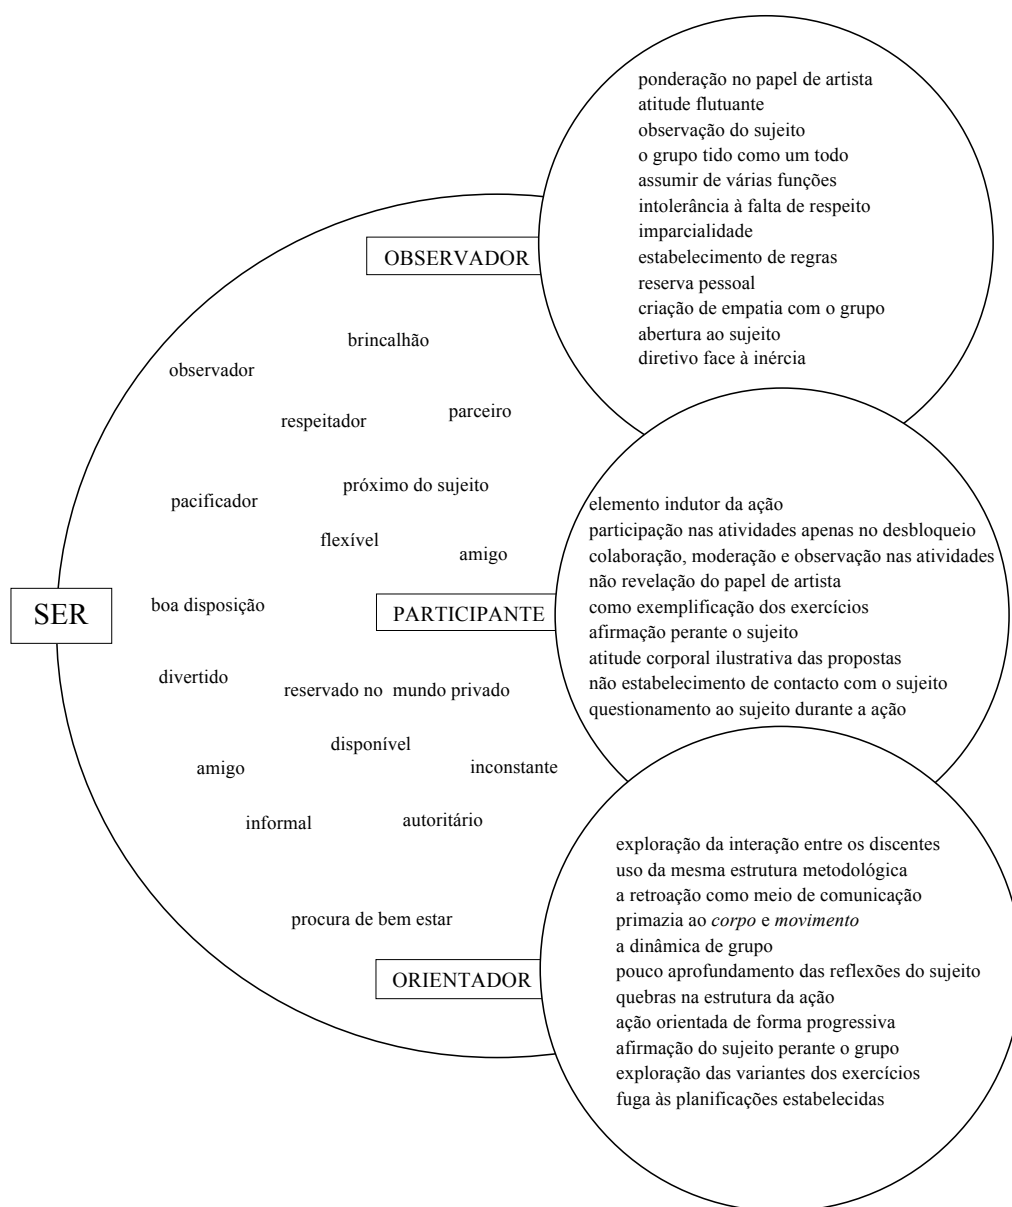 ponderação no papel de artista
atitude flutuante
observação do sujeito
o grupo tido como um todo
assumir de várias funções
intolerância à falta de respeito
imparcialidade
estabelecimento de regras
reserva pessoal
criação de empatia com o grupo
abertura ao sujeito
diretivo face à inércia
OBSERVADOR
brincalhão
observador
parceiro
respeitador
próximo do sujeito
pacificador
flexível
amigo
SER
boa disposição
PARTICIPANTE
elemento indutor da ação
participação nas atividades apenas no desbloqueio
colaboração, moderação e observação nas atividades
não revelação do papel de artista
como exemplificação dos exercícios
afirmação perante o sujeito
atitude corporal ilustrativa das propostas
não estabelecimento de contacto com o sujeito
questionamento ao sujeito durante a ação
divertido
reservado no mundo privado
disponível
amigo
inconstante
informal
autoritário
procura de bem estar
ORIENTADOR
exploração da interação entre os discentes
uso da mesma estrutura metodológica
a retroação como meio de comunicação
primazia ao corpo e movimento
a dinâmica de grupo
pouco aprofundamento das reflexões do sujeito
quebras na estrutura da ação
ação orientada de forma progressiva
afirmação do sujeito perante o grupo
exploração das variantes dos exercícios
fuga às planificações estabelecidas